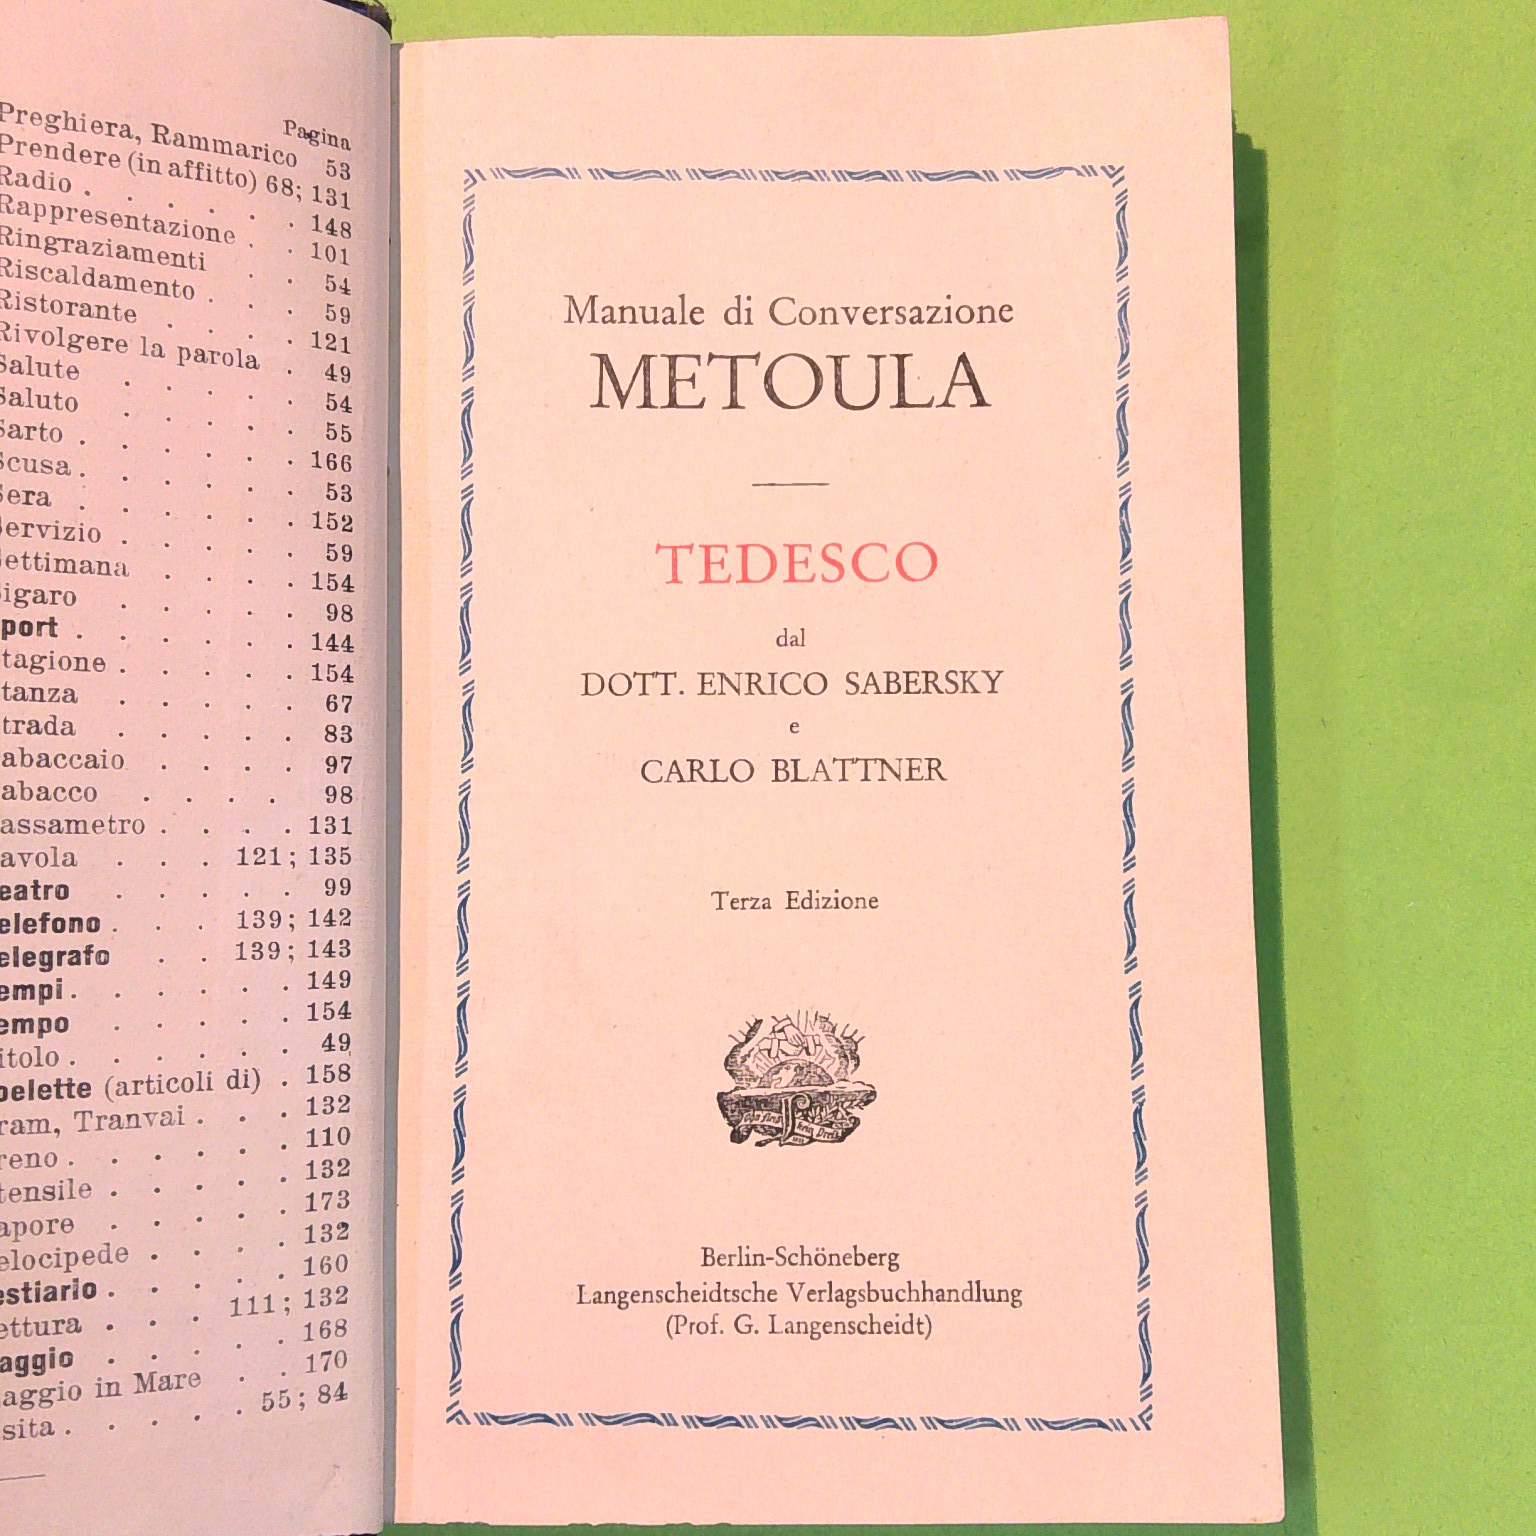 Pagina
Preghiera, Rammarico 53
Prendere (in affitto) 68; 131
Radio . . . . . . 148
Rappresentazione . . 101
Ringraziamenti . . 54
Riscaldamento . . . 59
Ristorante . . . . 121
Rivolgere la parola . 49
Salute . . . . . 54
Saluto . . . . . 55
Sarto . . . . . . 166
Scusa . . . . . . 53
Sera . . . . . . 152
Servizio . . . . . 59
Settimana . . . . 154
Sigaro . . . . . 98
port . . . . . . 144
tagione . . . . . 154
tanza . . . . . 67
trada . . . . . 83
abaccaio . . . . 97
abacco . . . . 98
assametro . . . . 131
avola . . . 121; 135
eatro . . . . . 99
elefono . . . 139; 142
elegrafo . . 139; 143
empi . . . . . . 149
empo . . . . . 154
itolo . . . . . . 49
oelette (articoli di) . 158
ram, Tranvai . . . 132
reno . . . . . . 110
tensile . . . . . 132
apore . . . . . 173
elocipede . . . . 132
estiario . . . . . 160
ettura . . . 111; 132
aggio . . . . . 168
aggio in Mare . . 170
sita . . . . . 55; 84
Manuale di Conversazione
METOULA
TEDESCO
dal
DOTT. ENRICO SABERSKY
e
CARLO BLATTNER
Terza Edizione
Berlin-Schöneberg
Langenscheidtsche Verlagsbuchhandlung
(Prof. G. Langenscheidt)